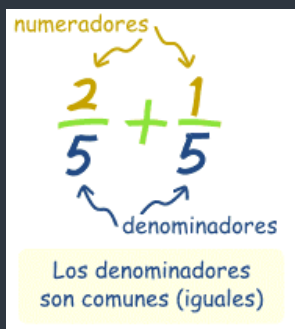 numeradores
2/5 + 1/5
denominadores
Los denominadores
son comunes (iguales)